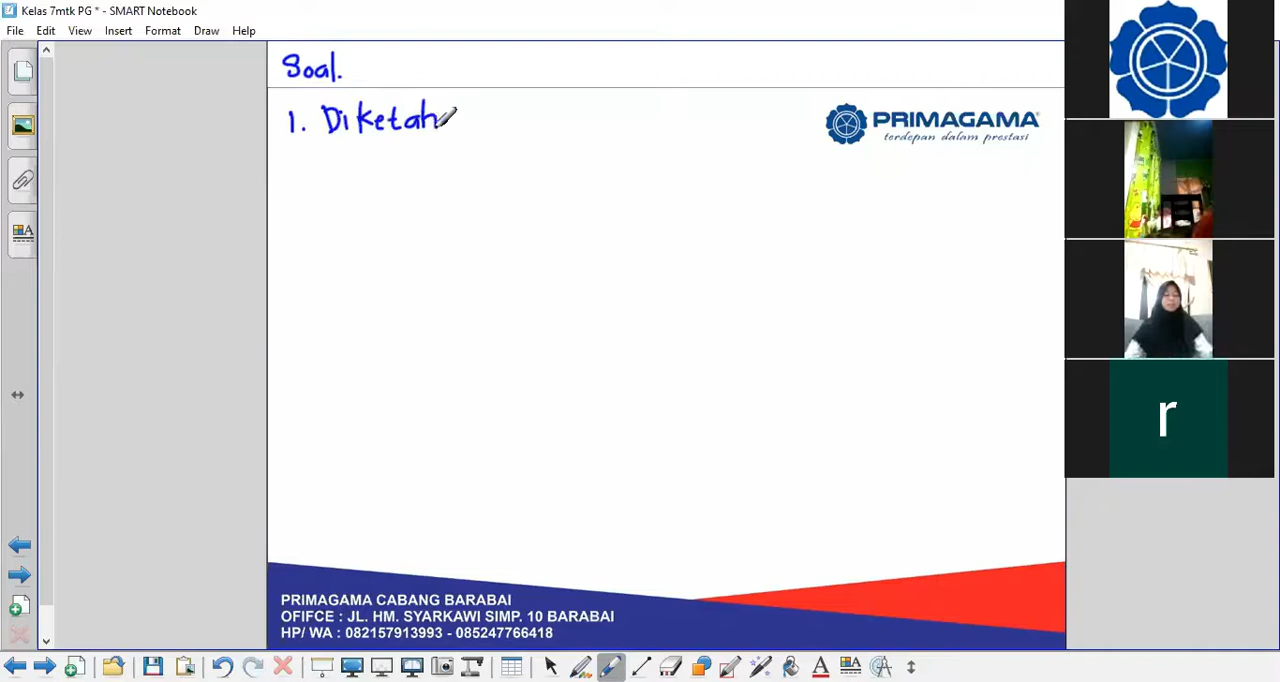 Kelas 7mtk PG * - SMART Notebook
File Edit View Insert Format Draw Help
Soal.
1. Diketah
PRIMAGAMA
terdepan dalam prestasi
PRIMAGAMA CABANG BARABAI
OFIFCE : JL. HM. SYARKAWI SIMP. 10 BARABAI
HP/ WA : 082157913993 - 085247766418
r